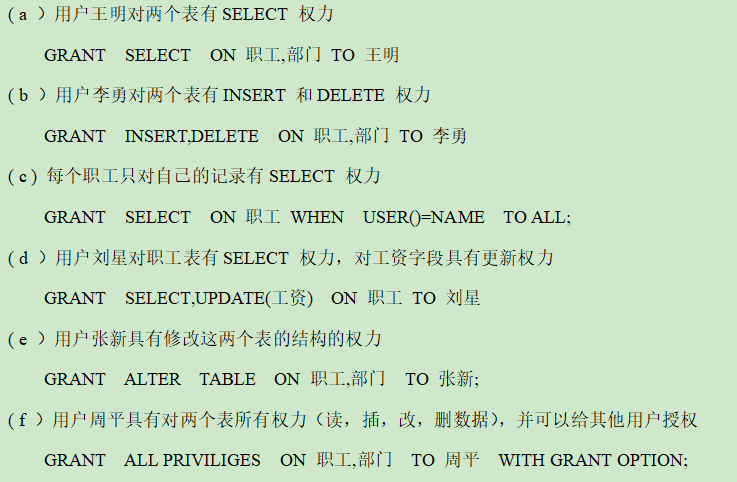 ( a ）用户王明对两个表有 SELECT 权力
GRANT SELECT ON 职工,部门 TO 王明
( b ）用户李勇对两个表有 INSERT 和 DELETE 权力
GRANT INSERT,DELETE ON 职工,部门 TO 李勇
( c ) 每个职工只对自己的记录有 SELECT 权力
GRANT SELECT ON 职工 WHEN USER()=NAME TO ALL;
( d ）用户刘星对职工表有 SELECT 权力，对工资字段具有更新权力
GRANT SELECT,UPDATE(工资) ON 职工 TO 刘星
( e ）用户张新具有修改这两个表的结构的权力
GRANT ALTER TABLE ON 职工,部门 TO 张新;
( f ）用户周平具有对两个表所有权力（读，插，改，删数据），并可以给其他用户授权
GRANT ALL PRIVILIGES ON 职工,部门 TO 周平 WITH GRANT OPTION;